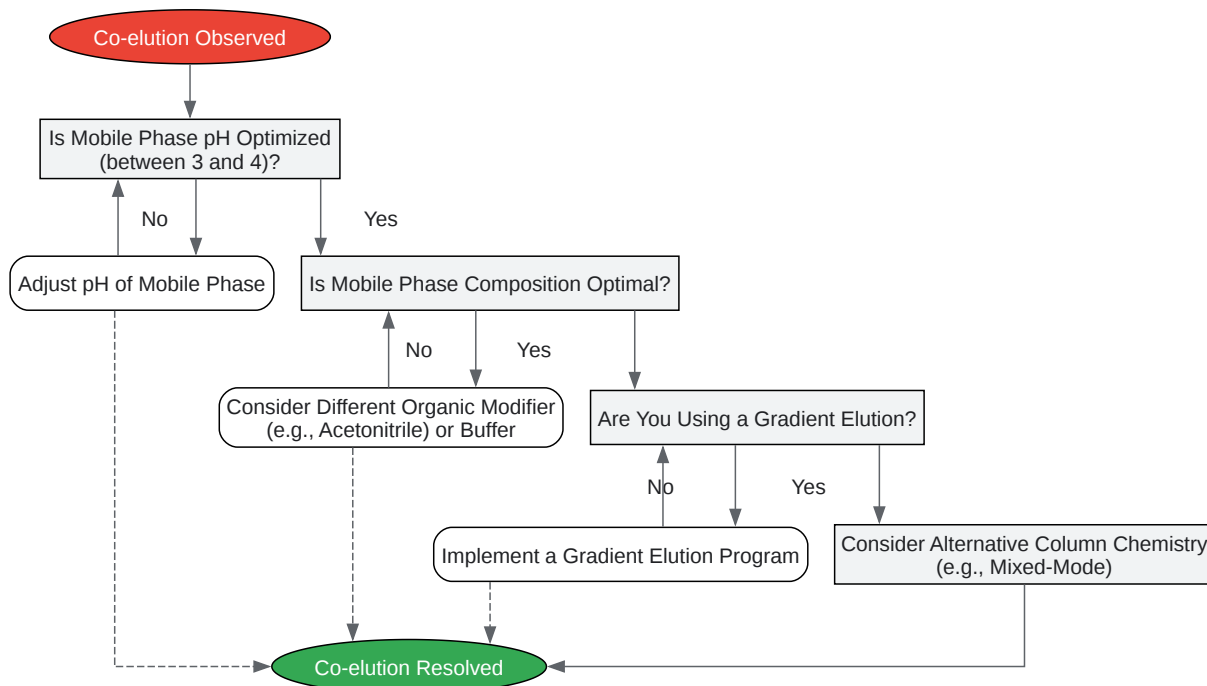 Co-elution Observed
Is Mobile Phase pH Optimized
(between 3 and 4)?
No
Yes
Adjust pH of Mobile Phase
Is Mobile Phase Composition Optimal?
No
Yes
Consider Different Organic Modifier
(e.g., Acetonitrile) or Buffer
Are You Using a Gradient Elution?
No
Yes
Implement a Gradient Elution Program
Consider Alternative Column Chemistry
(e.g., Mixed-Mode)
Co-elution Resolved